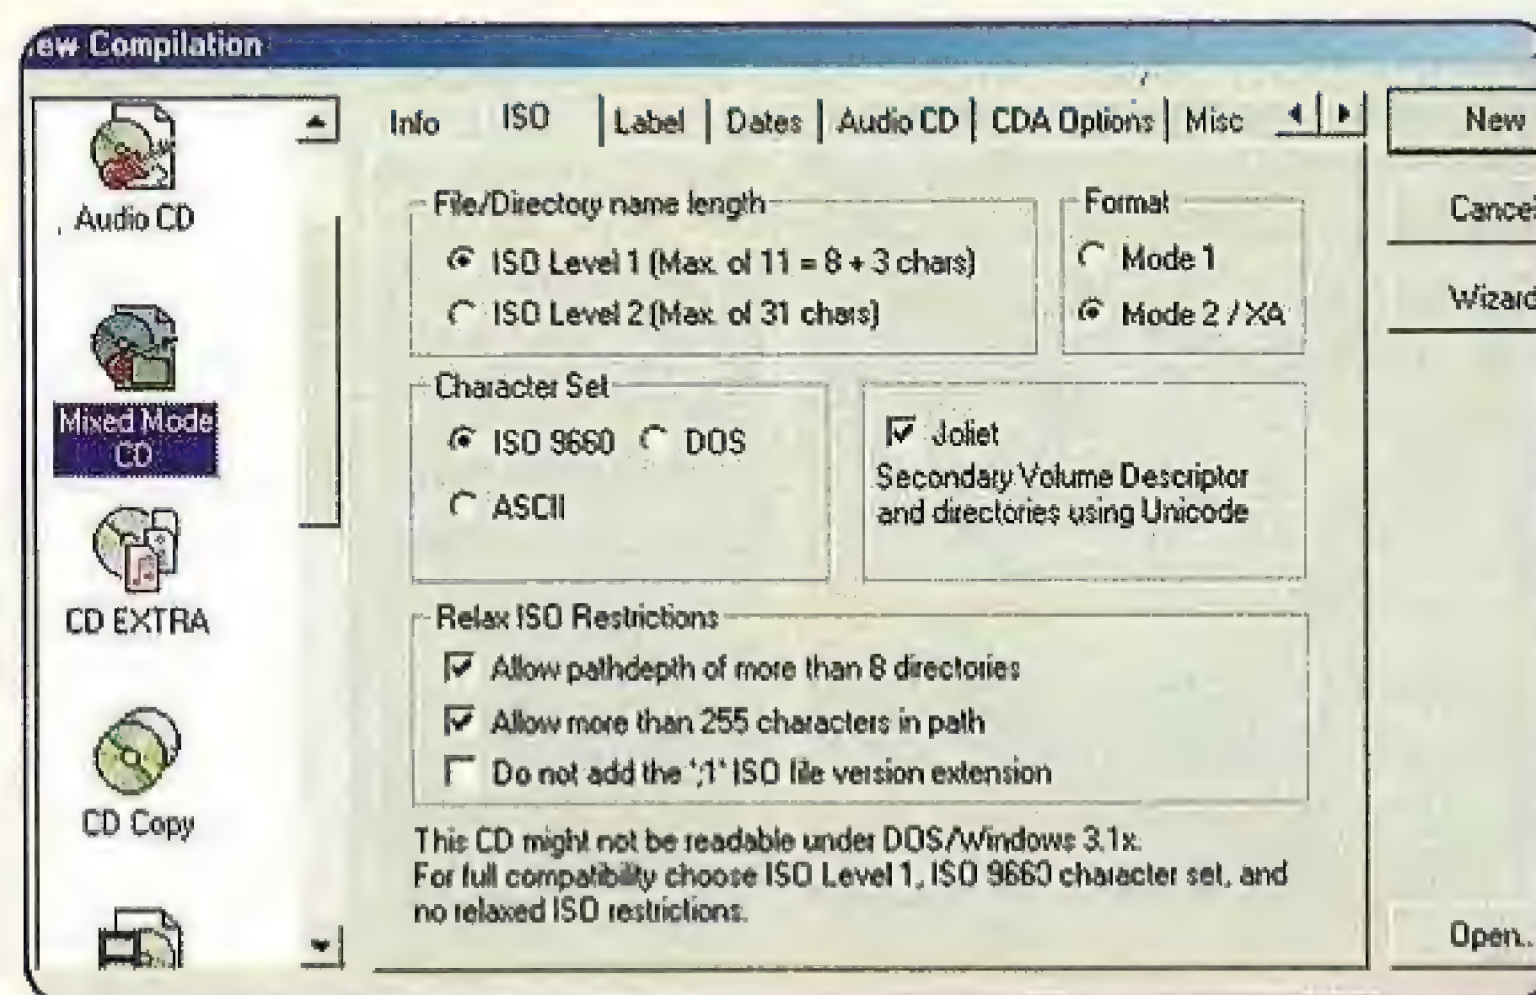 ew Compilation
Audio CD
Mixed Mode
CD
CD EXTRA
CD Copy
Info ISO Label Dates Audio CD CDA Options Misc
File/Directory name length
ISO Level 1 (Max. of 11 = 8 + 3 chars)
ISO Level 2 (Max. of 31 chars)
Format
Mode 1
Mode 2 / XA
Character Set
ISO 9660 DOS
ASCII
Joliet
Secondary Volume Descriptor
and directories using Unicode
Relax ISO Restrictions
Allow pathdepth of more than 8 directories
Allow more than 255 characters in path
Do not add the ';1' ISO file version extension
This CD might not be readable under DOS/Windows 3.1x.
For full compatibility choose ISO Level 1, ISO 9660 character set, and
no relaxed ISO restrictions.
New
Cancel
Wizard
Open..